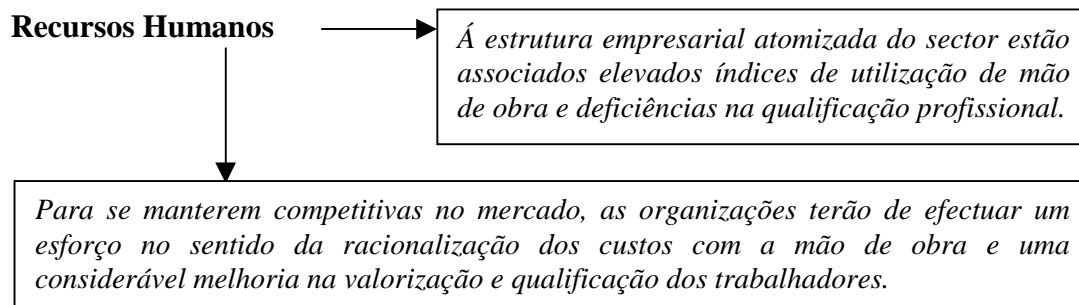 Recursos Humanos
Á estrutura empresarial atomizada do sector estão
associados elevados índices de utilização de mão
de obra e deficiências na qualificação profissional.
Para se manterem competitivas no mercado, as organizações terão de efectuar um
esforço no sentido da racionalização dos custos com a mão de obra e uma
considerável melhoria na valorização e qualificação dos trabalhadores.